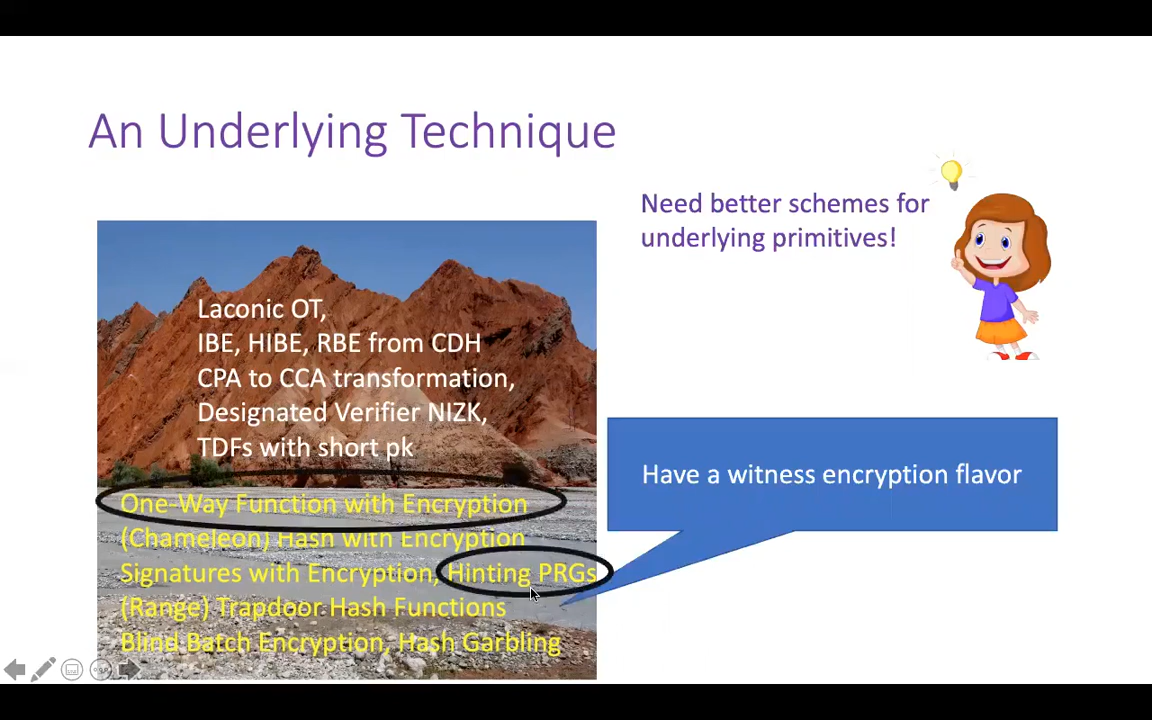 An Underlying Technique
Need better schemes for
underlying primitives!
Laconic OT,
IBE, HIBE, RBE from CDH
CPA to CCA transformation,
Designated Verifier NIZK,
TDFs with short pk
One-Way Function with Encryption
(Chameleon) Hash with Encryption
Signatures with Encryption, Hinting PRGs
(Range) Trapdoor Hash Functions
Blind Batch Encryption, Hash Garbling
Have a witness encryption flavor